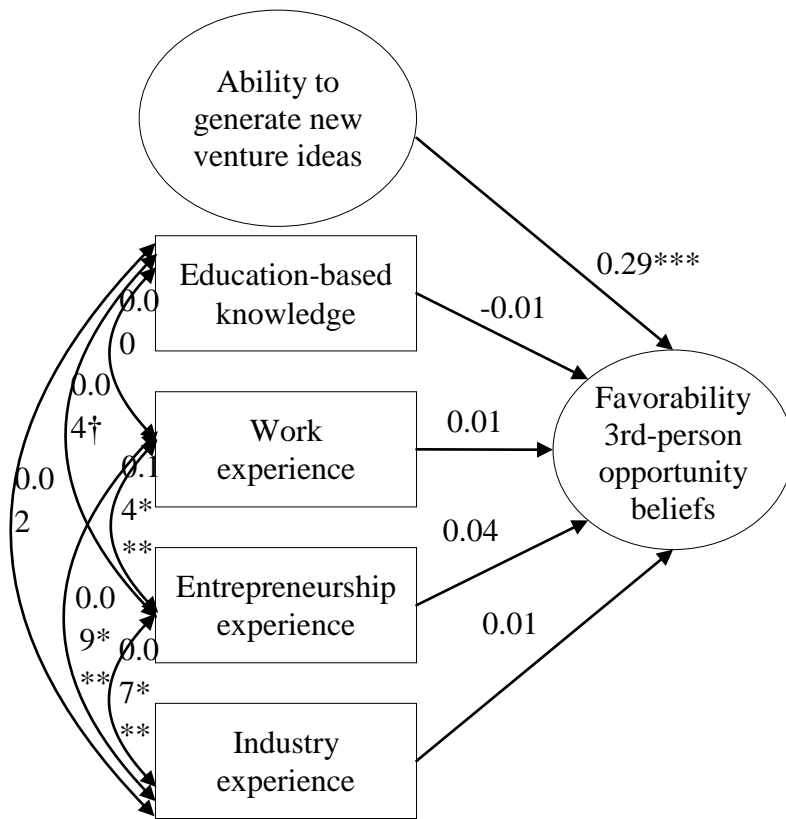 Ability to
generate new
venture ideas
0.29***
Education-based
knowledge
-0.01
0.0
0
Favorability
3rd-person
opportunity
beliefs
0.0
4†
Work
experience
0.01
0.0
2
0.1
4*
**
0.04
Entrepreneurship
experience
0.0
9*
**
0.01
0.0
7*
**
Industry
experience